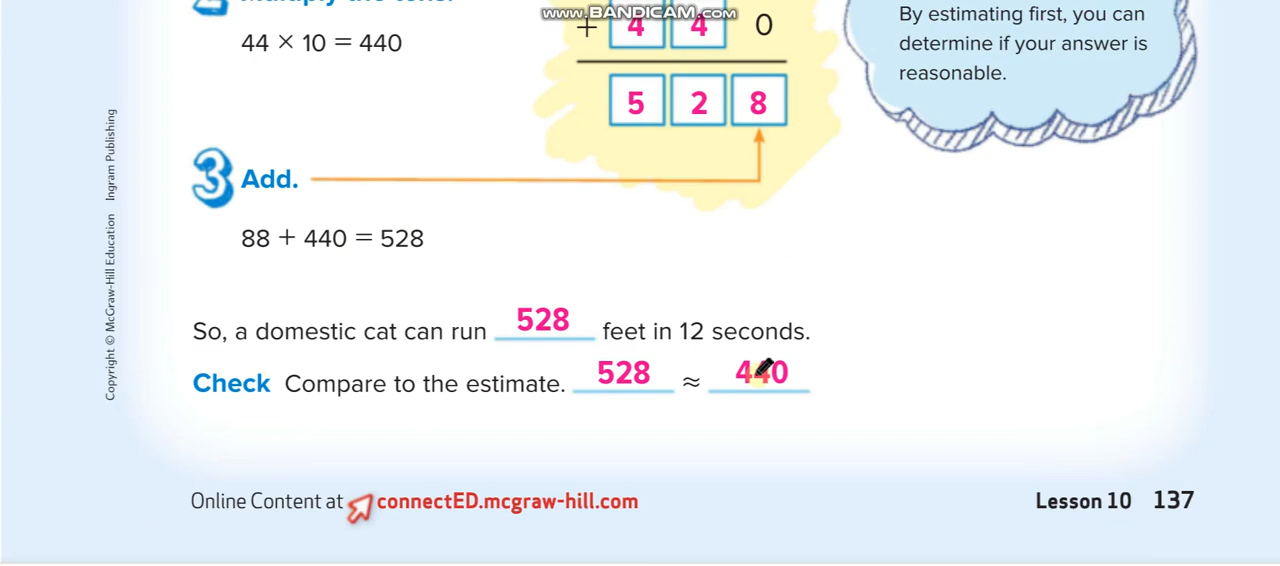 www.BANDICAM.com
44 × 10 = 440
+ 4 4 0
5 2 8
By estimating first, you can
determine if your answer is
reasonable.
3 Add.
88 + 440 = 528
So, a domestic cat can run 528 feet in 12 seconds.
Check Compare to the estimate. 528 ≈ 440
Copyright © McGraw-Hill Education Ingram Publishing
Online Content at connectED.mcgraw-hill.com
Lesson 10 137